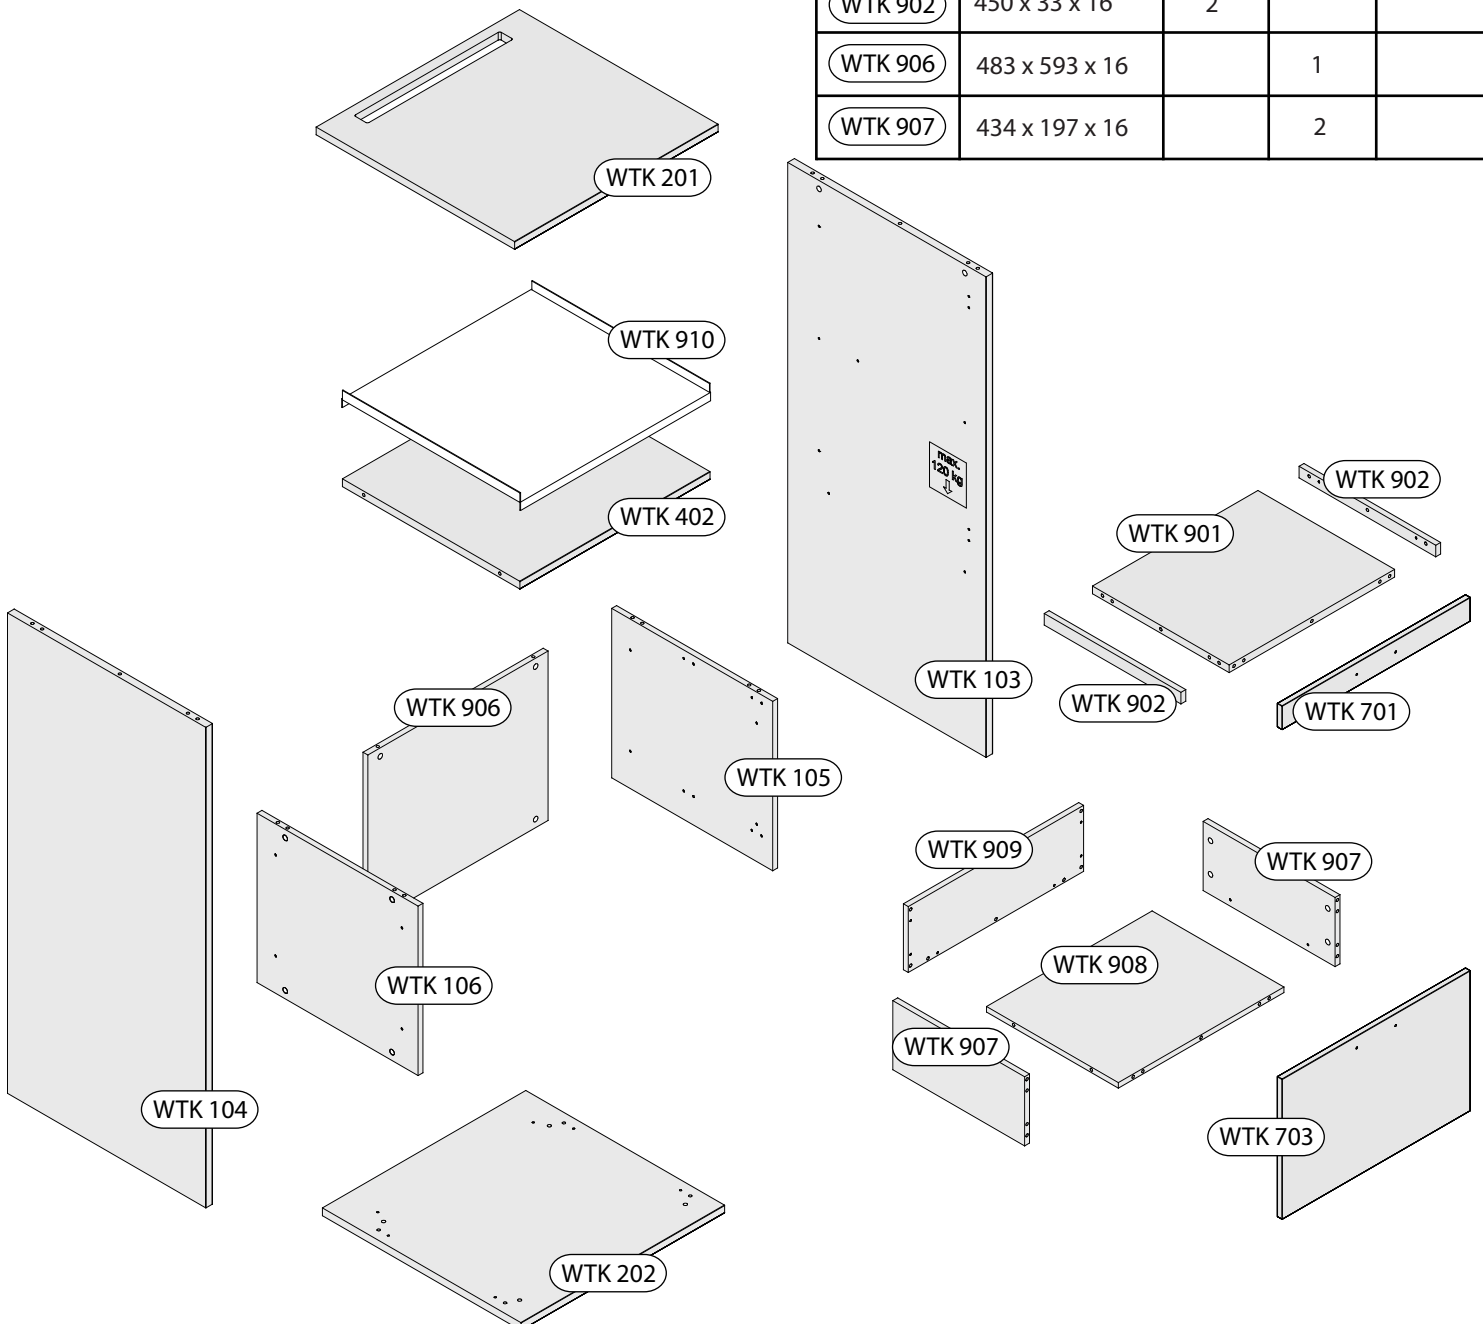 WTK 902 450 x 33 x 16 2
WTK 906 483 x 593 x 16 1
WTK 907 434 x 197 x 16 2
WTK 201
WTK 910
WTK 402
max.
120 kg
WTK 902
WTK 901
WTK 103
WTK 902
WTK 701
WTK 906
WTK 105
WTK 909
WTK 907
WTK 106
WTK 908
WTK 907
WTK 104
WTK 703
WTK 202